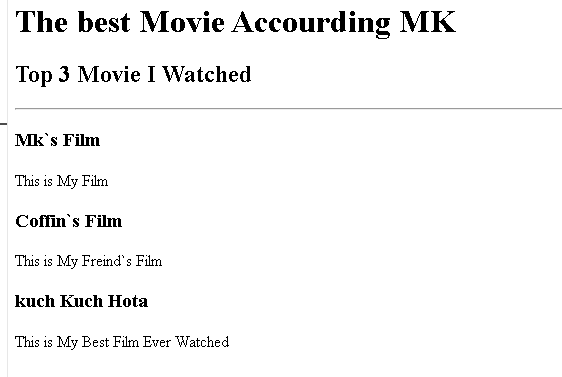 The best Movie Accourding MK
Top 3 Movie I Watched
Mk`s Film
This is My Film
Coffin`s Film
This is My Freind`s Film
kuch Kuch Hota
This is My Best Film Ever Watched